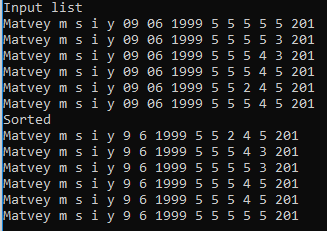 Input list
Matvey m s i y 09 06 1999 5 5 5 5 5 201
Matvey m s i y 09 06 1999 5 5 5 5 3 201
Matvey m s i y 09 06 1999 5 5 5 4 3 201
Matvey m s i y 09 06 1999 5 5 5 4 5 201
Matvey m s i y 09 06 1999 5 5 2 4 5 201
Matvey m s i y 09 06 1999 5 5 5 4 5 201
Sorted
Matvey m s i y 9 6 1999 5 5 2 4 5 201
Matvey m s i y 9 6 1999 5 5 5 4 3 201
Matvey m s i y 9 6 1999 5 5 5 5 3 201
Matvey m s i y 9 6 1999 5 5 5 4 5 201
Matvey m s i y 9 6 1999 5 5 5 4 5 201
Matvey m s i y 9 6 1999 5 5 5 5 5 201